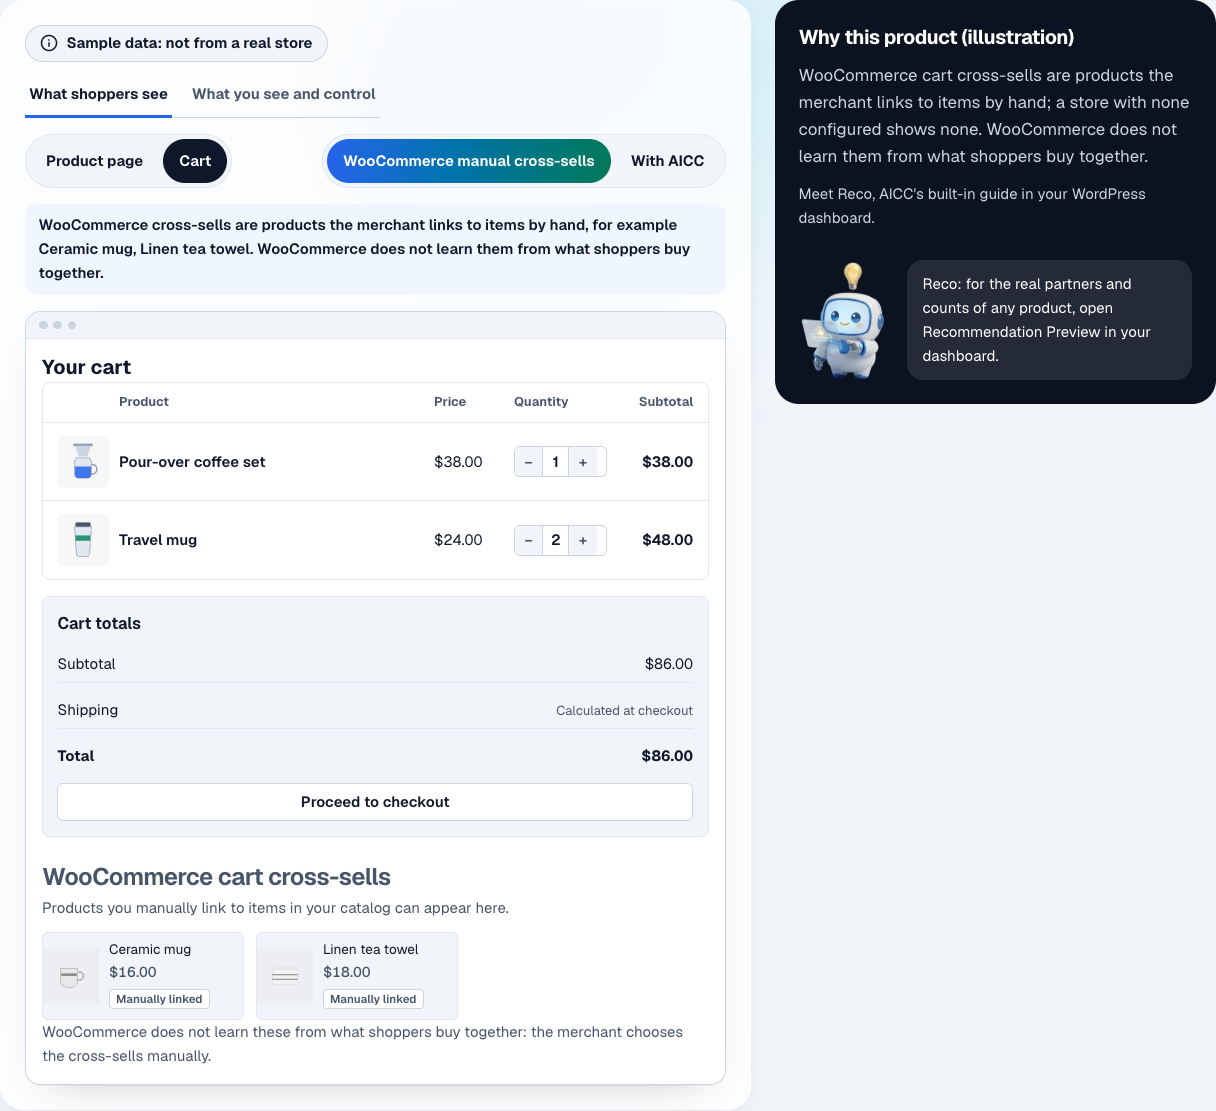 Sample data: not from a real store
What shoppers see
What you see and control
Product page
Cart
WooCommerce manual cross-sells
With AICC
WooCommerce cross-sells are products the merchant links to items by hand, for example
Ceramic mug, Linen tea towel. WooCommerce does not learn them from what shoppers buy
together.
Your cart
Product Price Quantity Subtotal
Pour-over coffee set $38.00 − 1 + $38.00
Travel mug $24.00 − 2 + $48.00
Cart totals
Subtotal $86.00
Shipping Calculated at checkout
Total $86.00
Proceed to checkout
WooCommerce cart cross-sells
Products you manually link to items in your catalog can appear here.
Ceramic mug
$16.00
Manually linked
Linen tea towel
$18.00
Manually linked
WooCommerce does not learn these from what shoppers buy together: the merchant chooses
the cross-sells manually.
Why this product (illustration)
WooCommerce cart cross-sells are products the
merchant links to items by hand; a store with none
configured shows none. WooCommerce does not
learn them from what shoppers buy together.
Meet Reco, AICC's built-in guide in your WordPress
dashboard.
Reco: for the real partners and
counts of any product, open
Recommendation Preview in your
dashboard.